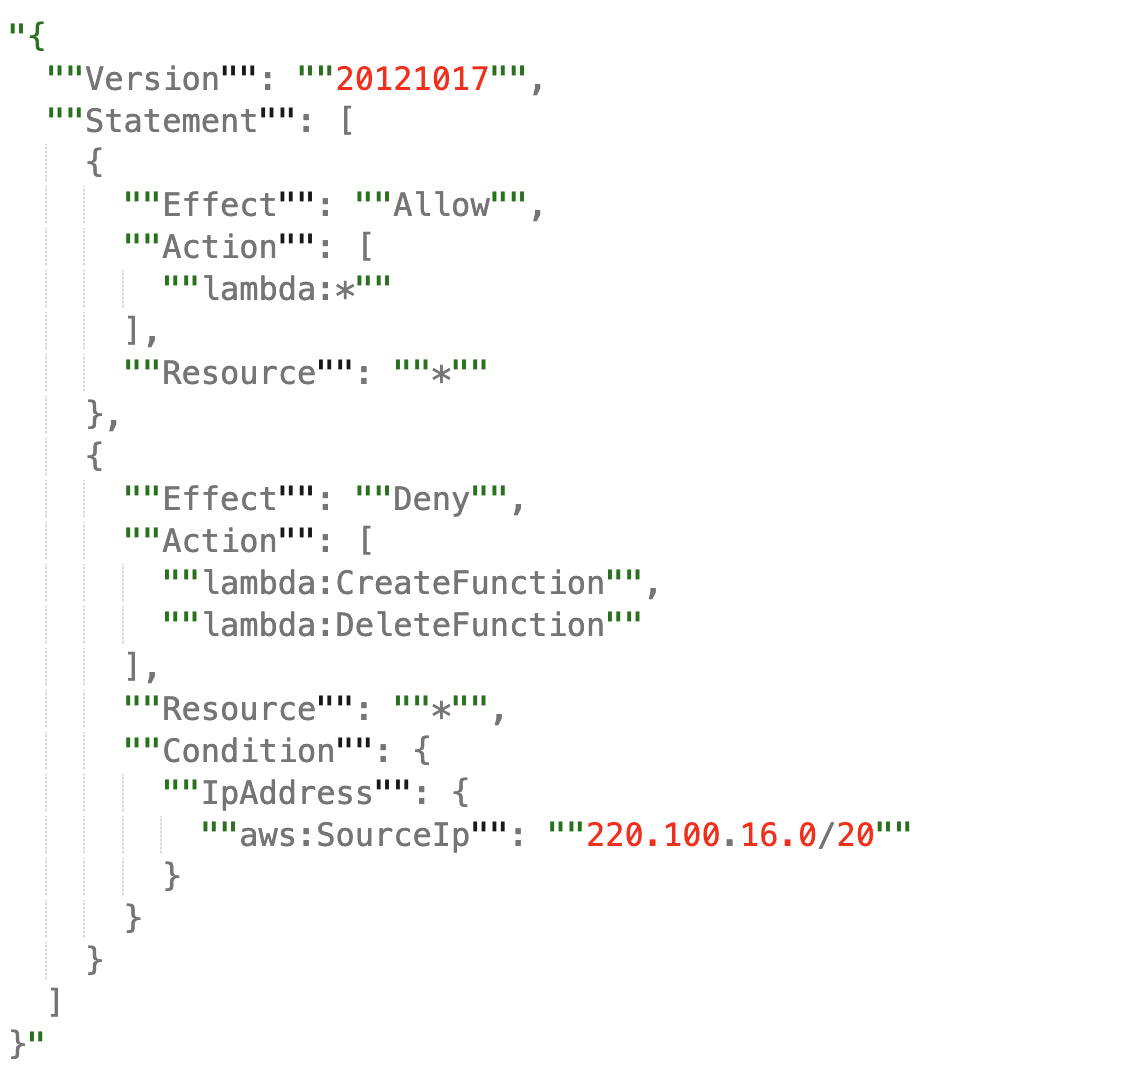 "{
  ""Version"": ""20121017"",
  ""Statement"": [
    {
      ""Effect"": ""Allow"",
      ""Action"": [
        ""lambda:*""
      ],
      ""Resource"": ""*""
    },
    {
      ""Effect"": ""Deny"",
      ""Action"": [
        ""lambda:CreateFunction"",
        ""lambda:DeleteFunction""
      ],
      ""Resource"": ""*"",
      ""Condition"": {
        ""IpAddress"": {
          ""aws:SourceIp"": ""220.100.16.0/20""
        }
      }
    }
  ]
}"